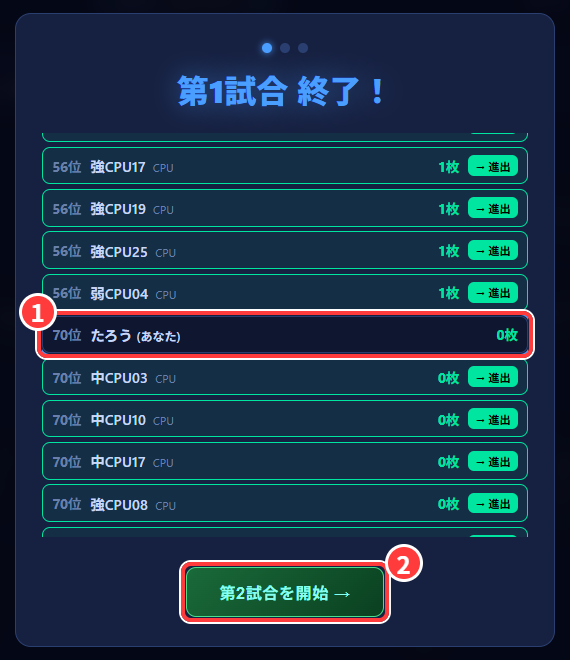 第1試合 終了！
56位 強CPU17 CPU 1枚 → 進出
56位 強CPU19 CPU 1枚 → 進出
56位 強CPU25 CPU 1枚 → 進出
56位 弱CPU04 CPU 1枚 → 進出
1
70位 たろう (あなた) 0枚
70位 中CPU03 CPU 0枚 → 進出
70位 中CPU10 CPU 0枚 → 進出
70位 中CPU17 CPU 0枚 → 進出
70位 強CPU08 CPU 0枚 → 進出
2
第2試合を開始 →